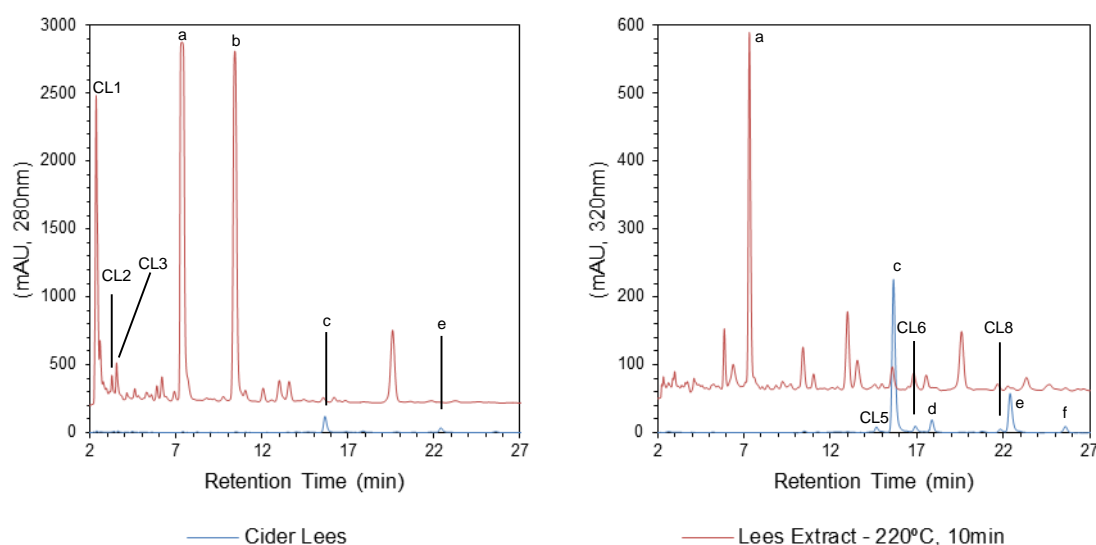 3000
2500
2000
1500
1000
500
0
(mAU, 280nm)
CL1
a
b
CL2
CL3
c
e
2 7 12 17 22 27
Retention Time (min)
600
500
400
300
200
100
0
(mAU, 320nm)
a
c
CL6
CL8
CL5
d
e
f
2 7 12 17 22 27
Retention Time (min)
Cider Lees
Lees Extract - 220ºC, 10min